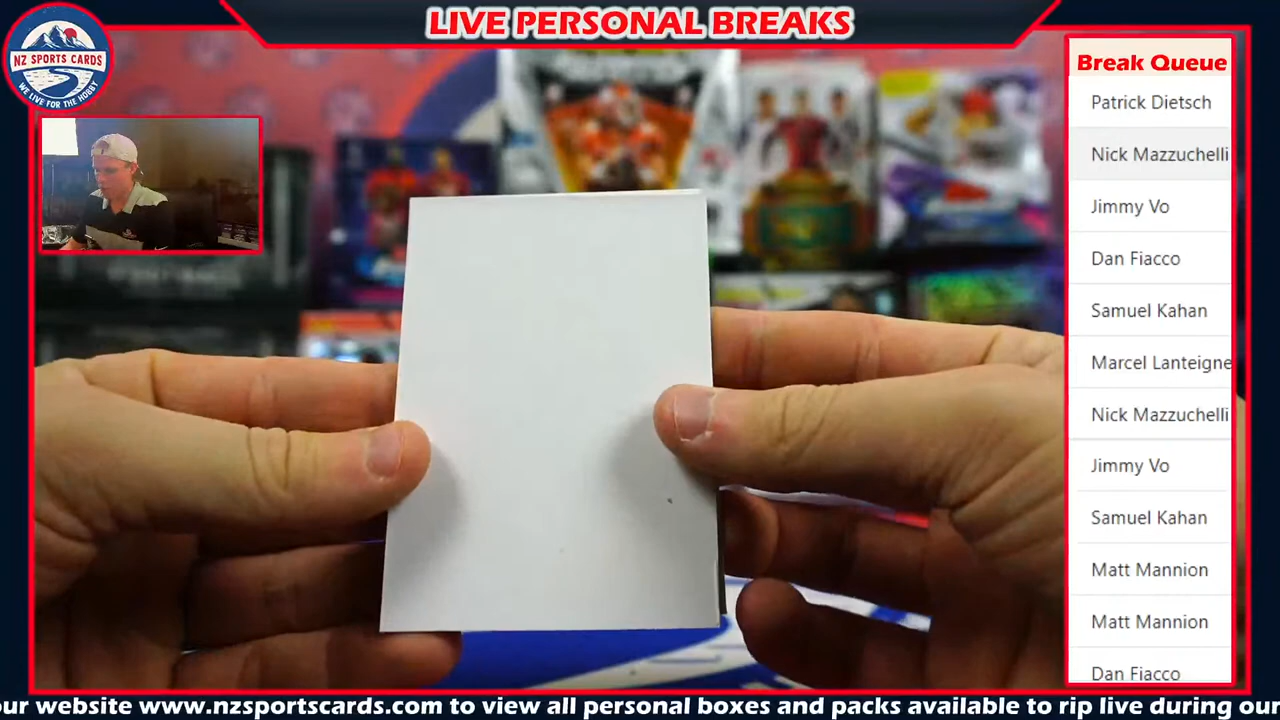 LIVE PERSONAL BREAKS
NZ SPORTS CARDS
WE LIVE FOR THE HOBBY
Break Queue
Patrick Dietsch
Nick Mazzuchelli
Jimmy Vo
Dan Fiacco
Samuel Kahan
Marcel Lanteigne
Nick Mazzuchelli
Jimmy Vo
Samuel Kahan
Matt Mannion
Matt Mannion
Dan Fiacco
our website www.nzsportscards.com to view all personal boxes and packs available to rip live during our